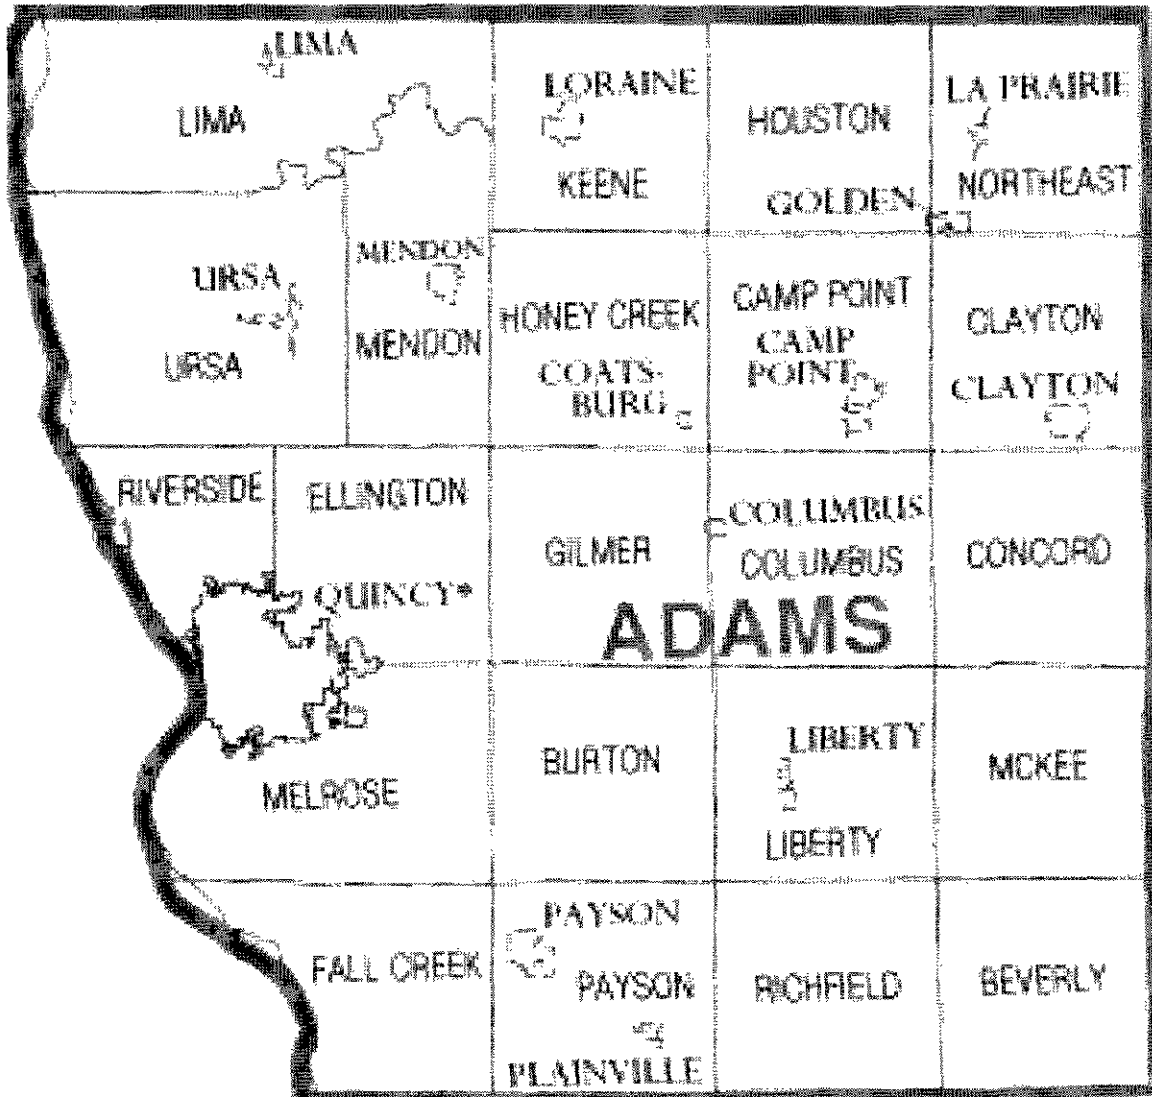 LIMA
LIMA
LORAINE
KEENE
HOUSTON
GOLDEN
LA PRAIRIE
NORTHEAST
URSA
URSA
MENDON
MENDON
HONEY CREEK
COATS-
BURG
CAMP POINT
CAMP
POINT
CLAYTON
CLAYTON
RIVERSIDE
ELLINGTON
QUINCY*
GILMER
COLUMBUS
COLUMBUS
CONCORD
ADAMS
MELROSE
BURTON
LIBERTY
LIBERTY
MCKEE
FALL CREEK
PAYSON
PAYSON
PLAINVILLE
RICHFIELD
BEVERLY